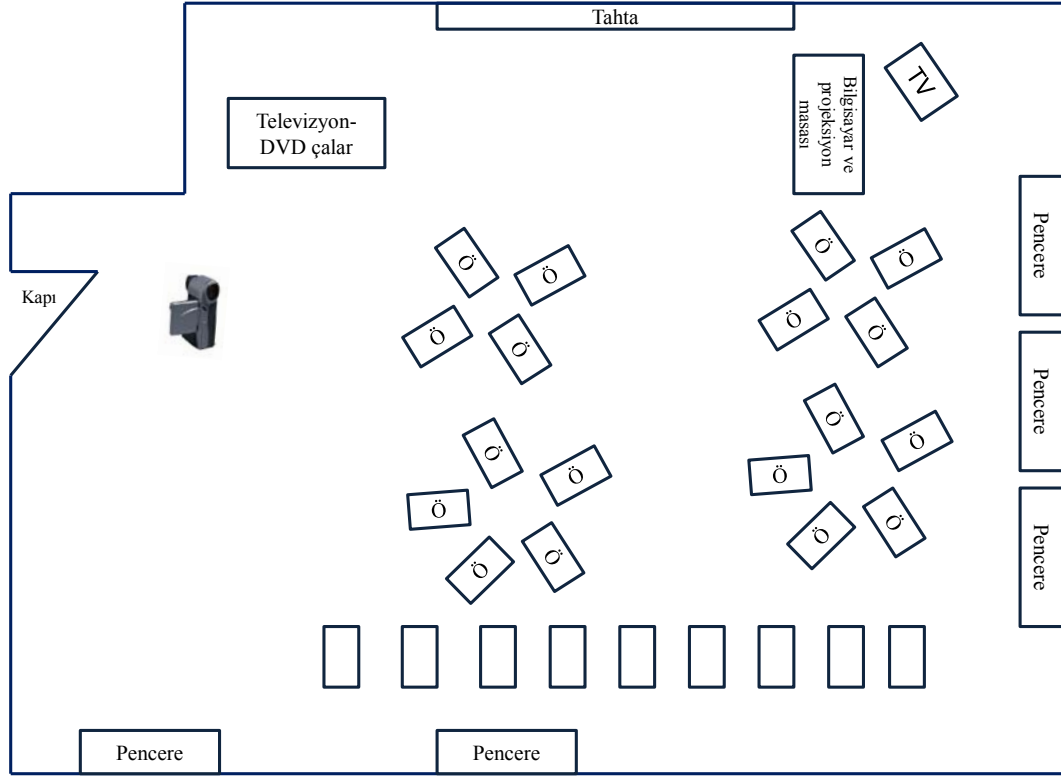 Tahta
TV
Televizyon-
DVD çalar
Bilgisayar ve
projeksiyon
masası
Pencere
Kapı
Ö
Ö
Ö
Ö
Ö
Ö
Ö
Ö
Pencere
Ö
Ö
Ö
Ö
Ö
Ö
Ö
Ö
Ö
Ö
Pencere
Pencere
Pencere